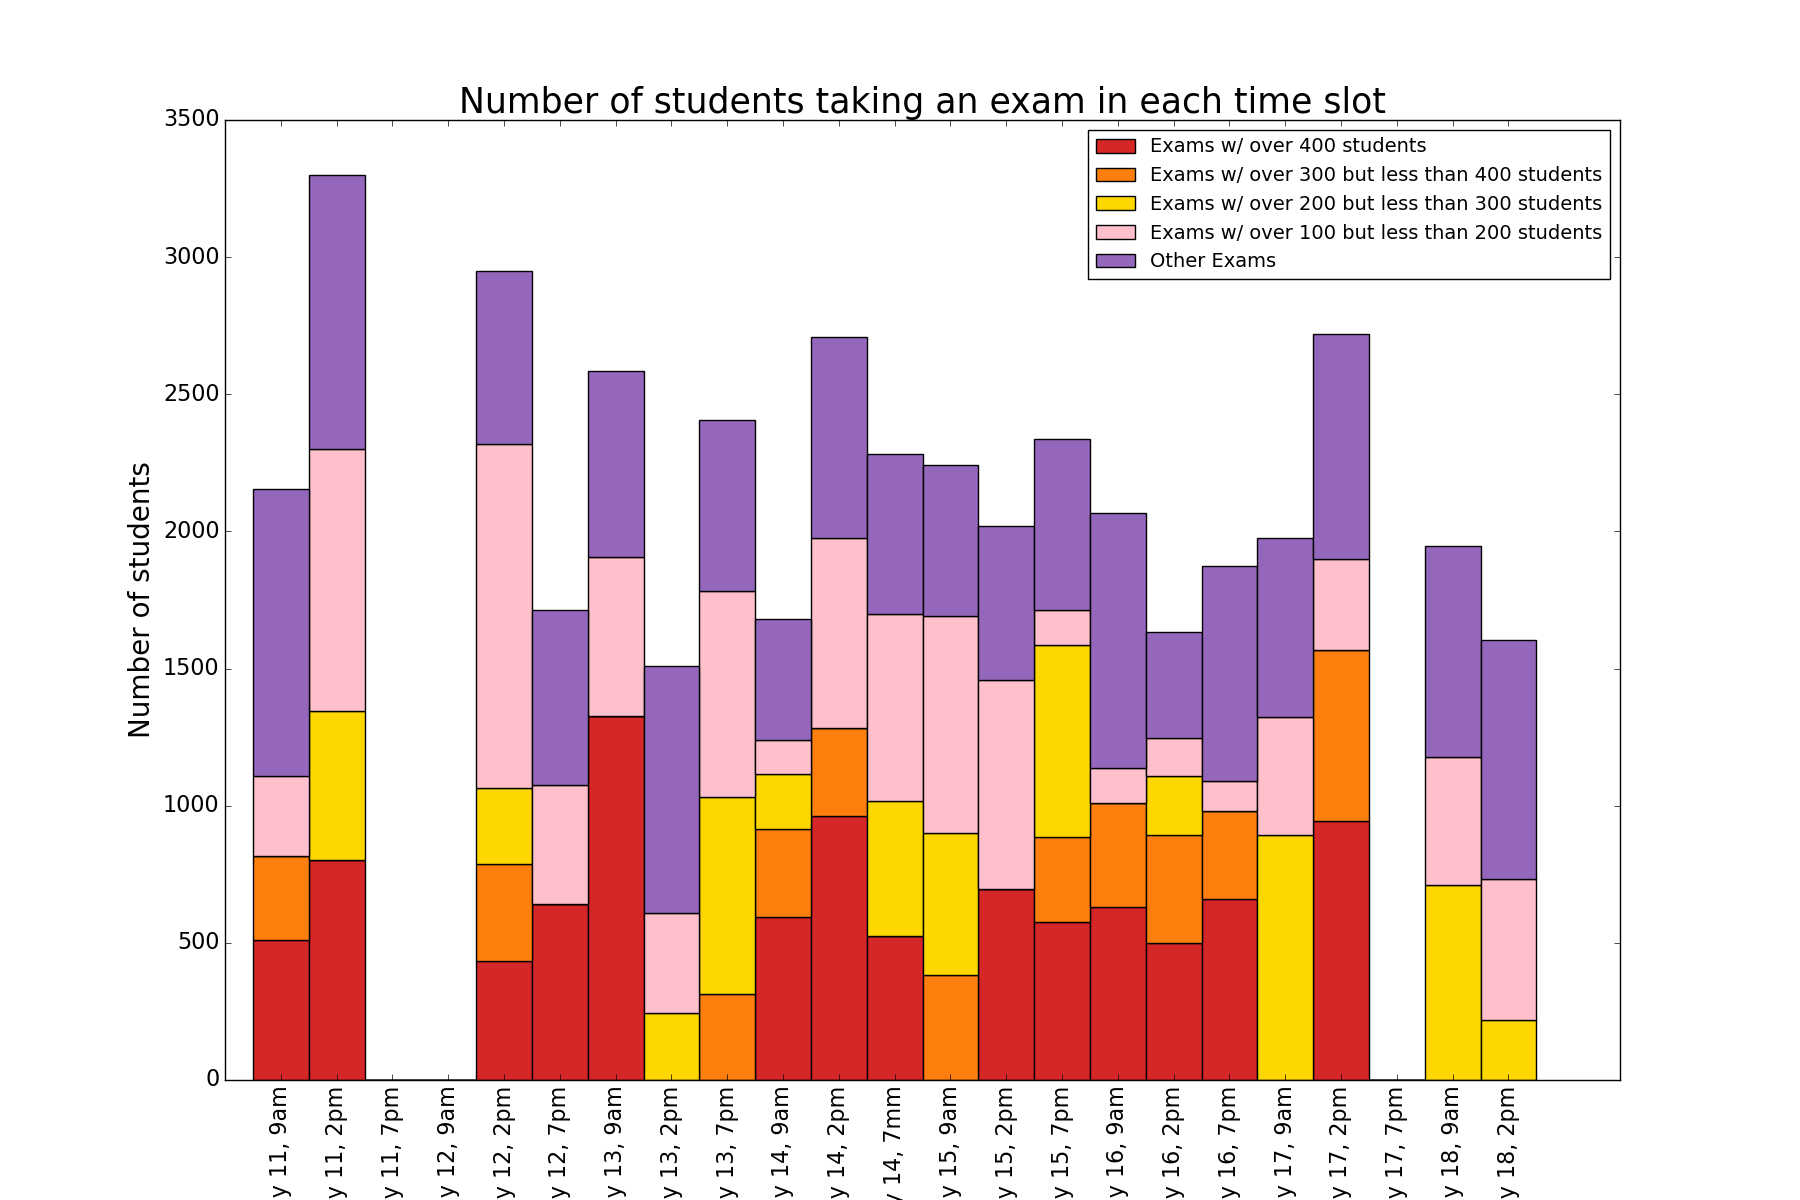 Number of students taking an exam in each time slot
3500
3000
2500
2000
1500
1000
500
0
Number of students
Exams w/ over 400 students
Exams w/ over 300 but less than 400 students
Exams w/ over 200 but less than 300 students
Exams w/ over 100 but less than 200 students
Other Exams
y 11, 9am
y 11, 2pm
y 11, 7pm
y 12, 9am
y 12, 2pm
y 12, 7pm
y 13, 9am
y 13, 2pm
y 13, 7pm
y 14, 9am
y 14, 2pm
y 14, 7mm
y 15, 9am
y 15, 2pm
y 15, 7pm
y 16, 9am
y 16, 2pm
y 16, 7pm
y 17, 9am
y 17, 2pm
y 17, 7pm
y 18, 9am
y 18, 2pm